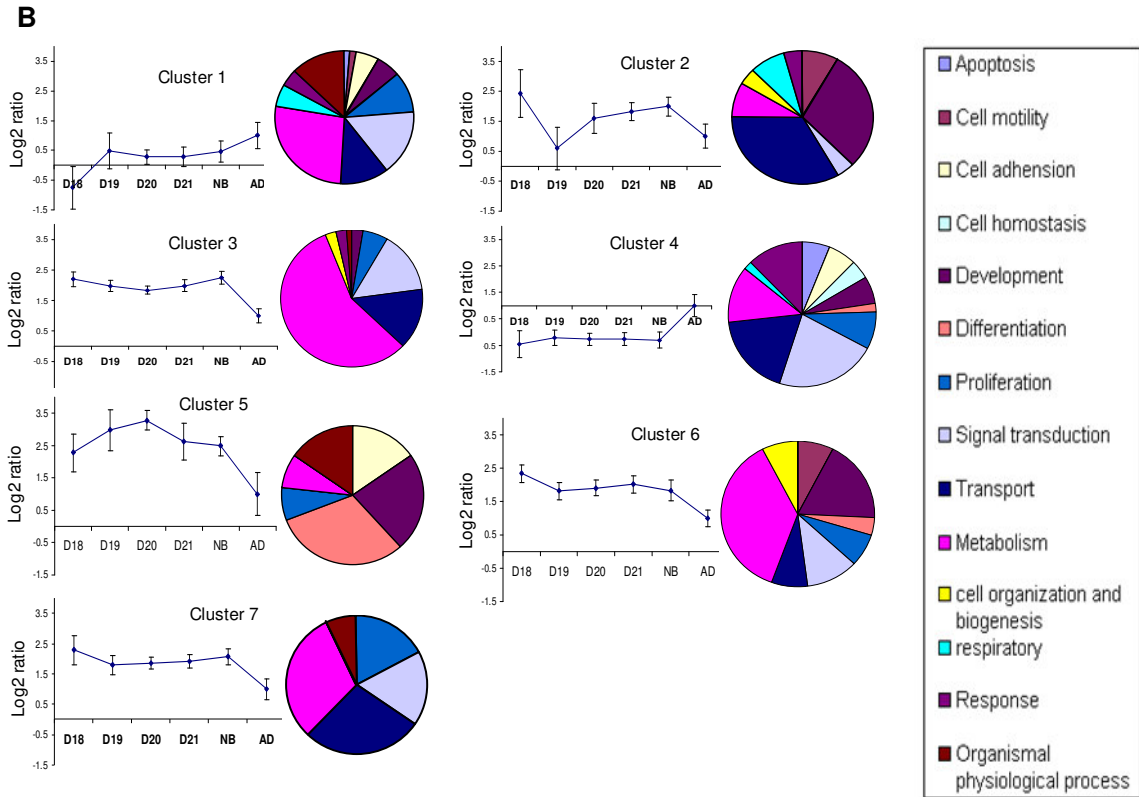 B
Cluster 1
Log2 ratio
3.5
2.5
1.5
0.5
-0.5
-1.5
D18 D19 D20 D21 NB AD
Cluster 2
Log2 ratio
3.5
2.5
1.5
0.5
-0.5
-1.5
D18 D19 D20 D21 NB AD
Cluster 3
Log2 ratio
3.5
2.5
1.5
0.5
-0.5
D18 D19 D20 D21 NB AD
Cluster 4
Log2 ratio
3.5
2.5
1.5
0.5
-0.5
-1.5
D18 D19 D20 D21 NB AD
Cluster 5
Log2 ratio
3.5
2.5
1.5
0.5
-0.5
-1.5
D18 D19 D20 D21 NB AD
Cluster 6
Log2 ratio
3.5
2.5
1.5
0.5
-0.5
-1.5
D18 D19 D20 D21 NB AD
Cluster 7
Log2 ratio
3.5
2.5
1.5
0.5
-0.5
-1.5
D18 D19 D20 D21 NB AD
Apoptosis
Cell motility
Cell adhension
Cell homostasis
Development
Differentiation
Proliferation
Signal transduction
Transport
Metabolism
cell organization and
biogenesis
respiratory
Response
Organismal
physiological process